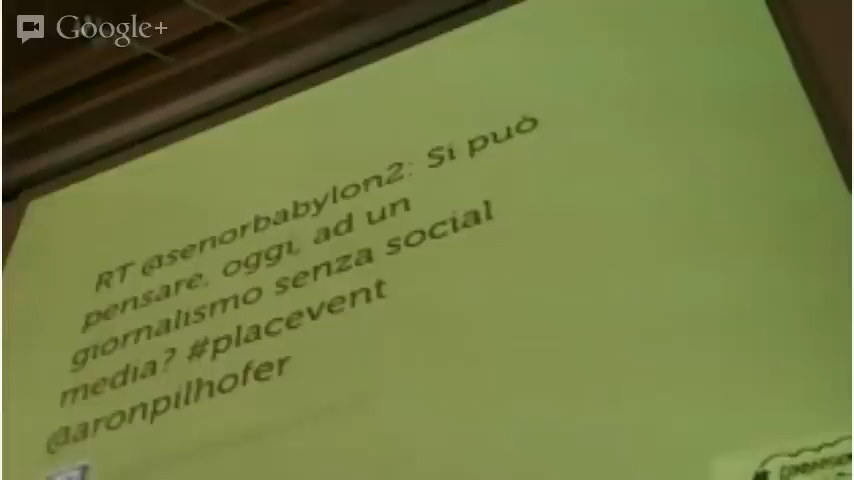 Google+
RT @senorbabylon2: Si può
pensare, oggi, ad un
giornalismo senza social
media? #placevent
@aronpilhofer